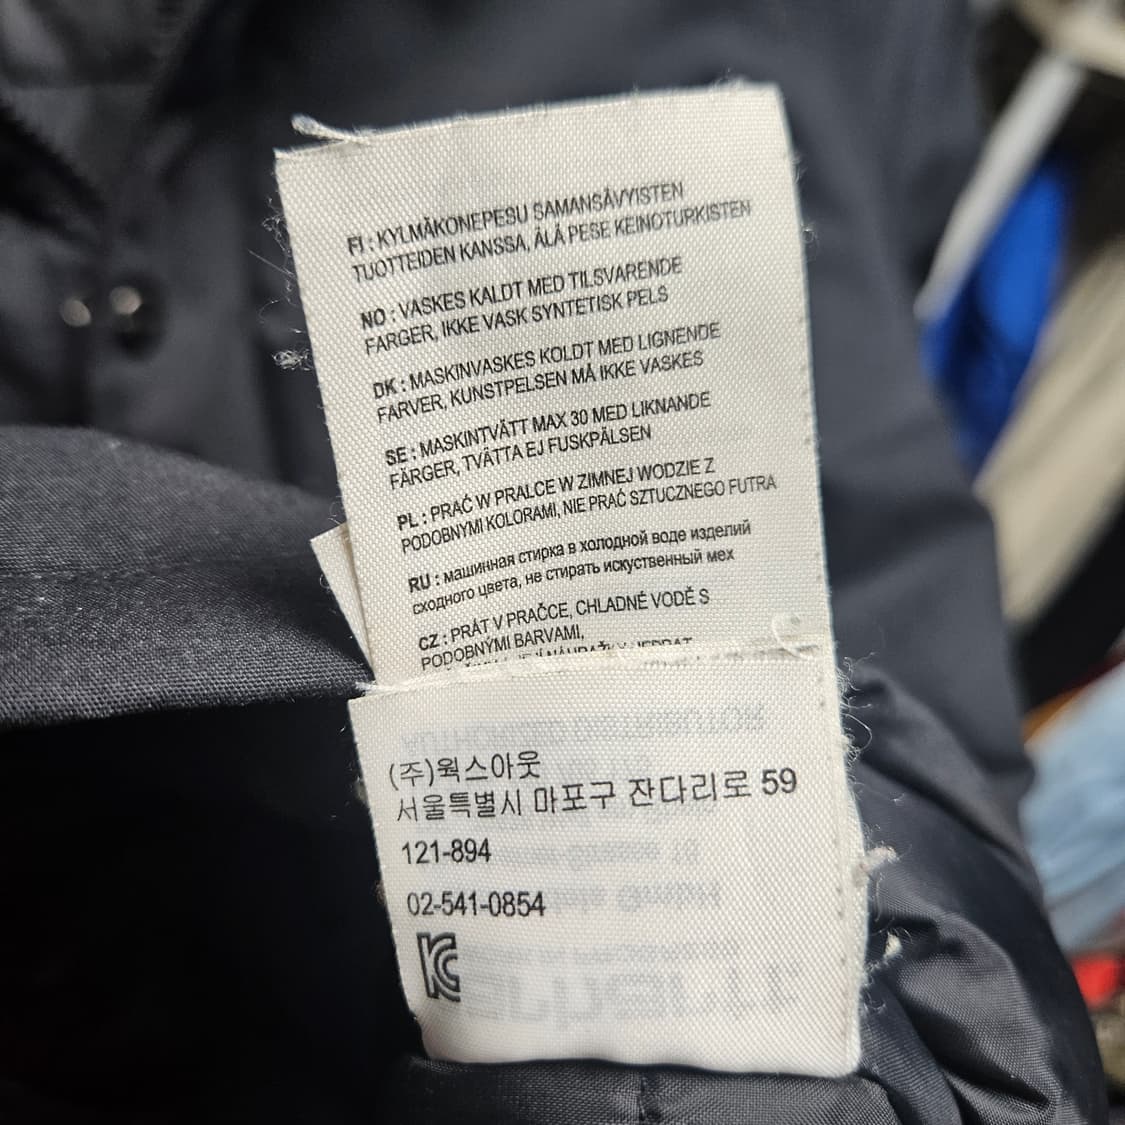 FI : KYLMÄKONEPESU SAMANSÄVYISTEN
TUOTTEIDEN KANSSA, ÄLÄ PESE KEINOTURKISTEN
NO : VASKES KALDT MED TILSVARENDE
FARGER, IKKE VASK SYNTETISK PELS
DK : MASKINVASKES KOLDT MED LIGNENDE
FARVER, KUNSTPELSEN MÅ IKKE VASKES
SE : MASKINTVÄTT MAX 30 MED LIKNANDE
FÄRGER, TVÄTTA EJ FUSKPÄLSEN
PL : PRAĆ W PRALCE W ZIMNEJ WODZIE Z
PODOBNYMI KOLORAMI, NIE PRAĆ SZTUCZNEGO FUTRA
RU : машинная стирка в холодной воде изделий
сходного цвета, не стирать искуственный мех
CZ : PRÁT V PRAČCE, CHLADNÉ VODĚ S
PODOBNÝMI BARVAMI,
(주)웍스아웃
서울특별시 마포구 잔다리로 59
121-894
02-541-0854
KC